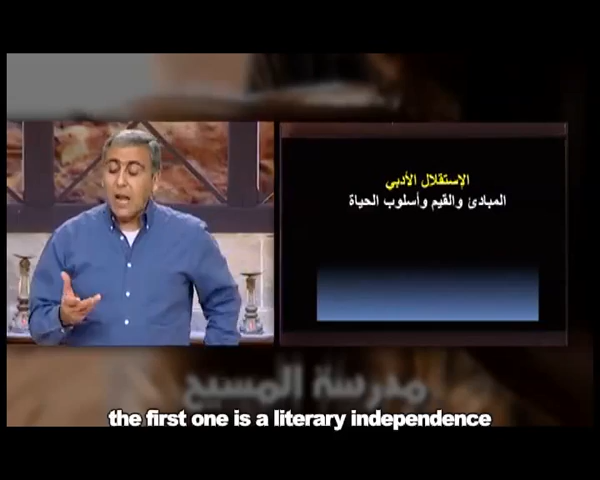 الإستقلال الأدبي
المبادئ والقيم وأسلوب الحياة
مدرسة المسيح
the first one is a literary independence